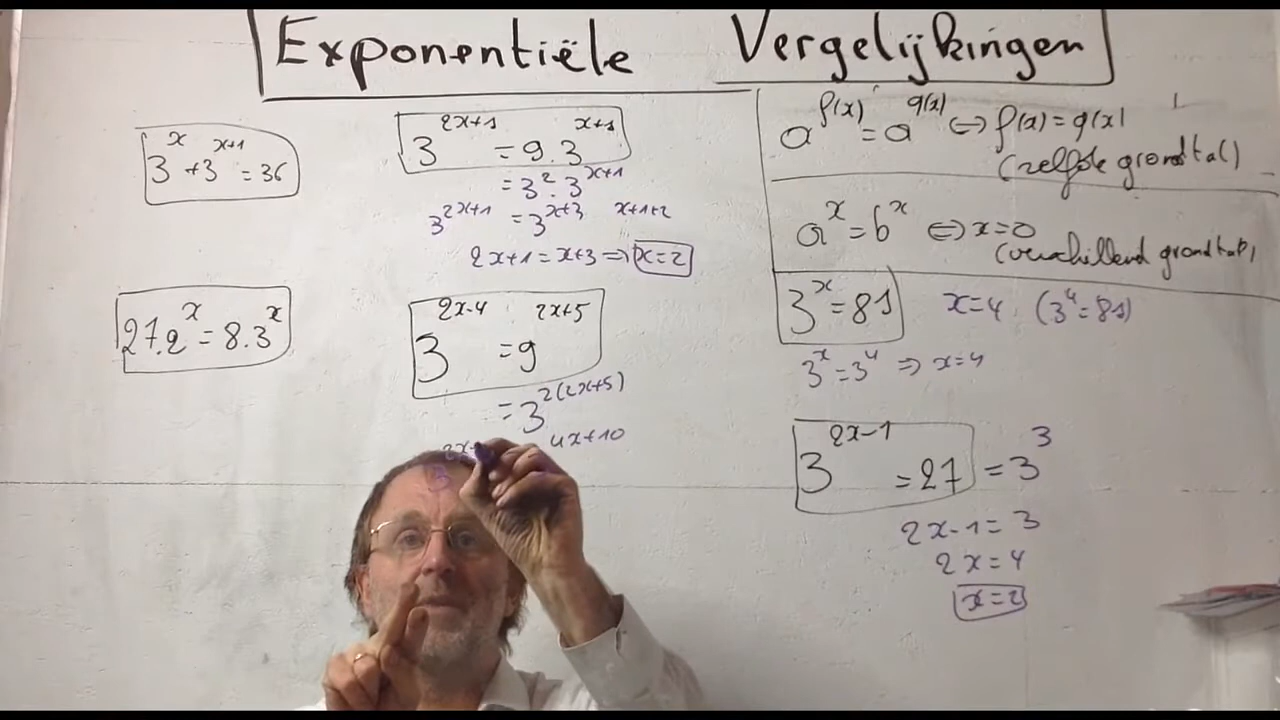 Exponentiële Vergelijkingen
3^x + 3^{x+1} = 36
27.2^x = 8.3^x
3^{2x+1} = 9.3^{x+1}
= 3^2.3^{x+1}
3^{2x+1} = 3^{x+3} x+1+2
2x+1 = x+3 ⇒ x=2
3^{2x-4} = 9^{2x+5}
= 3^{2(2x+5)}
4x+10
a^{f(x)} = a^{g(x)} ⇔ f(x) = g(x)
(zelfde grondtal)
a^x = b^x ⇔ x=0
(verschillend grondtal)
3^x = 81 x=4 (3^4=81)
3^x = 3^4 ⇒ x=4
3^{2x-1} = 27 = 3^3
2x-1 = 3
2x = 4
x=2